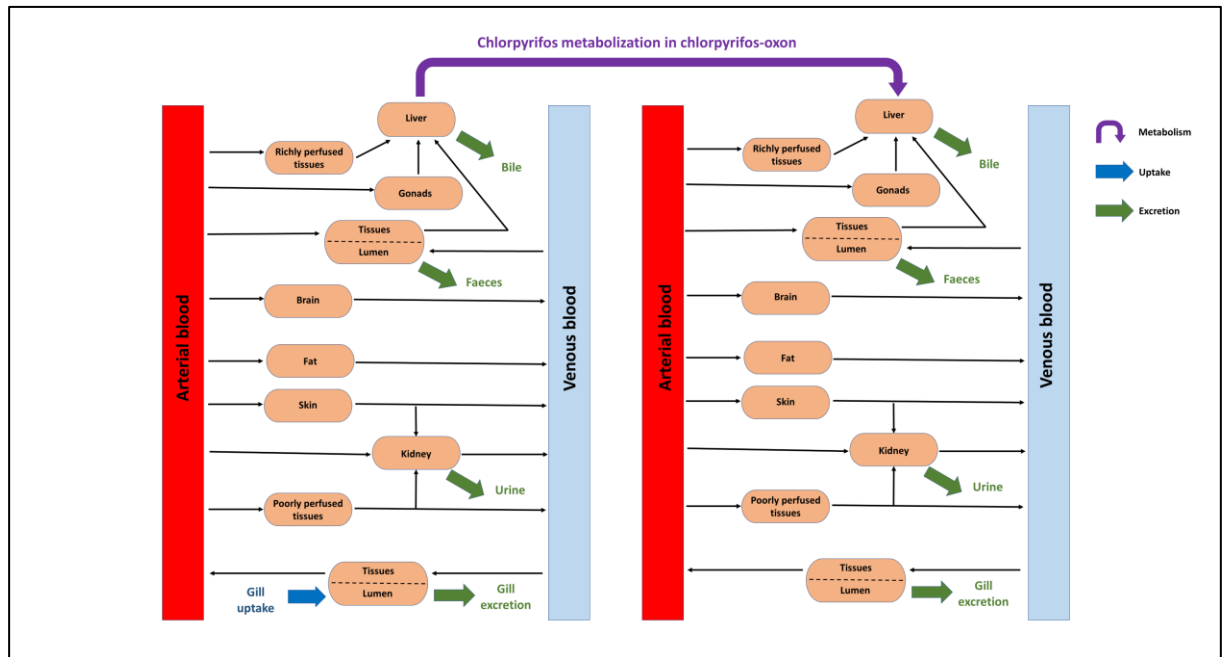 Chlorpyrifos metabolization in chlorpyrifos-oxon
Arterial blood
Liver
Richly perfused
tissues
Bile
Gonads
Tissues
Lumen
Faeces
Brain
Fat
Skin
Kidney
Urine
Poorly perfused
tissues
Tissues
Lumen
Gill
uptake
Gill
excretion
Venous blood
Arterial blood
Liver
Richly perfused
tissues
Bile
Gonads
Tissues
Lumen
Faeces
Brain
Fat
Skin
Kidney
Urine
Poorly perfused
tissues
Tissues
Lumen
Gill
excretion
Venous blood
Metabolism
Uptake
Excretion